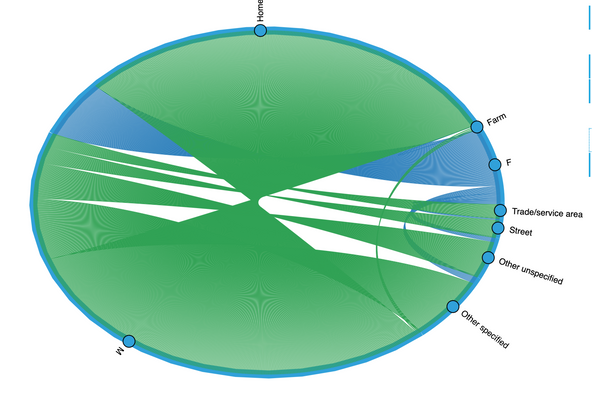 Home
Farm
F
Trade/service area
Street
Other unspecified
Other specified
M